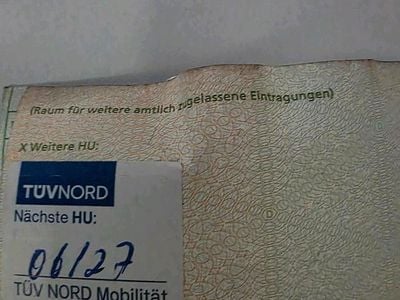 (Raum für weitere amtlich zugelassene Eintragungen)
X Weitere HU:
TÜVNORD
Nächste HU:
06/27
TÜV NORD Mobilität